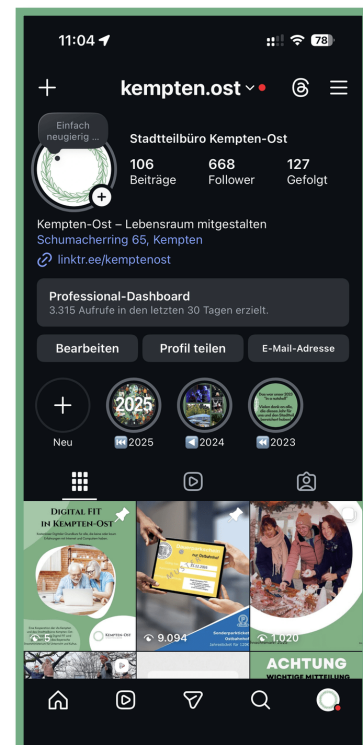 11:04
78
kempten.ost
Einfach
neugierig ...
Stadtteilbüro Kempten-Ost
106 668 127
Beiträge Follower Gefolgt
Kempten-Ost – Lebensraum mitgestalten
Schumacherring 65, Kempten
linktr.ee/kemptenost
Professional-Dashboard
3.315 Aufrufe in den letzten 30 Tagen erzielt.
Bearbeiten Profil teilen E-Mail-Adresse
2025
Neu 2025 2024 2023
DIGITAL FIT
IN KEMPTEN-OST
KEMPTEN-OST
Sonderparkticket
Ostbahnhof
5 9.094 1.020
ACHTUNG
WICHTIGE MITTEILUNG